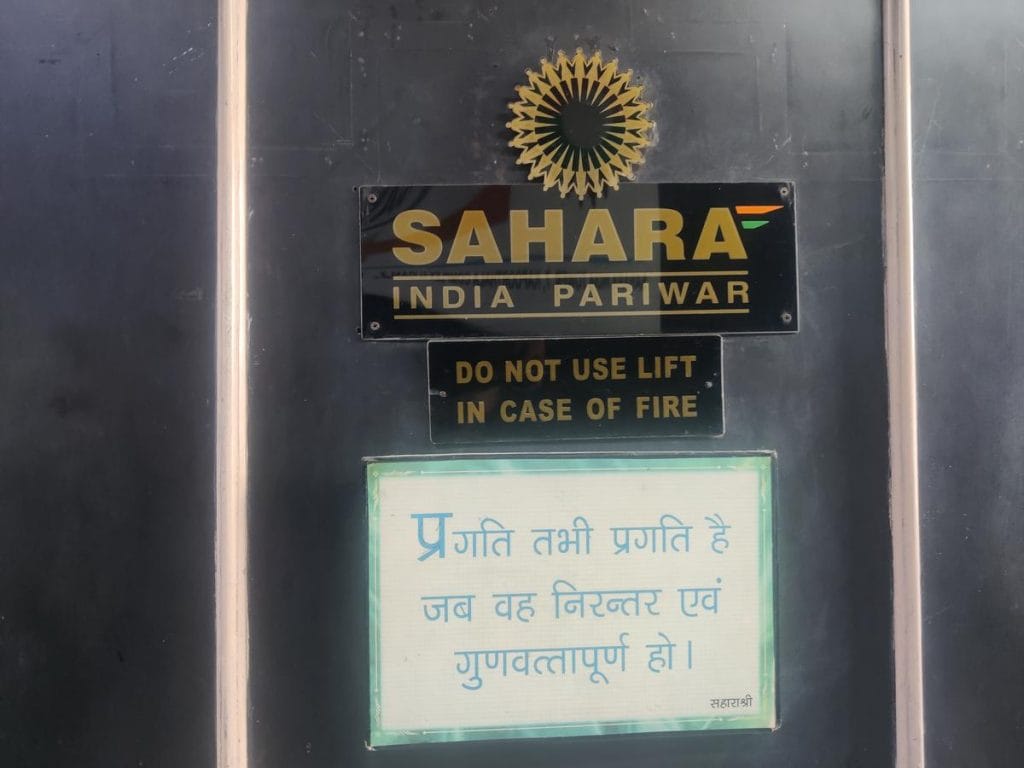 SAHARA
INDIA PARIWAR
DO NOT USE LIFT
IN CASE OF FIRE
प्रगति तभी प्रगति है
जब वह निरन्तर एवं
गुणवत्तापूर्ण हो।
सहाराश्री